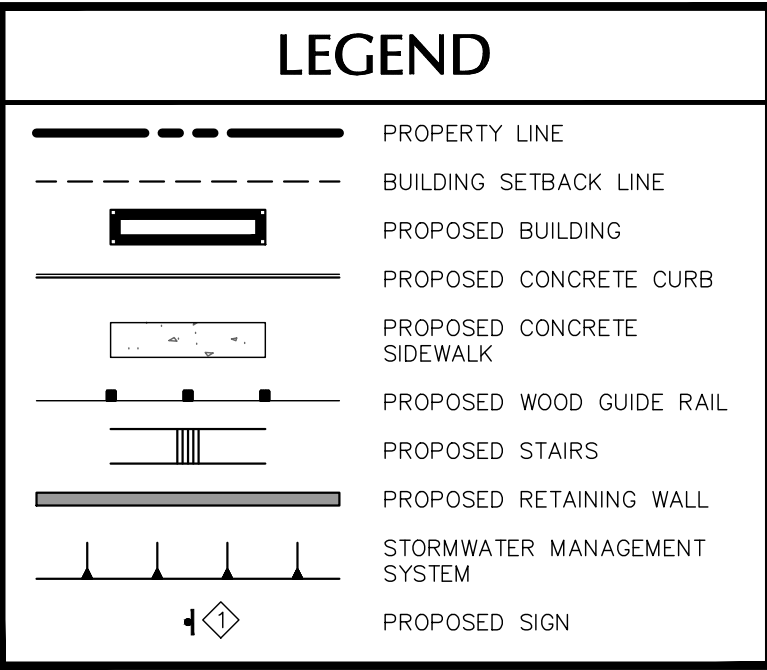 LEGEND
PROPERTY LINE
BUILDING SETBACK LINE
PROPOSED BUILDING
PROPOSED CONCRETE CURB
PROPOSED CONCRETE
SIDEWALK
PROPOSED WOOD GUIDE RAIL
PROPOSED STAIRS
PROPOSED RETAINING WALL
STORMWATER MANAGEMENT
SYSTEM
1 PROPOSED SIGN